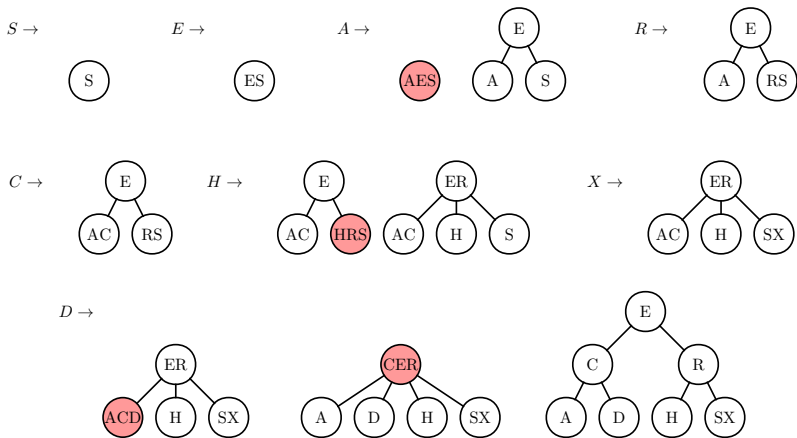 S → E → A → E R → E
S ES AES A S A RS
C → E H → E ER X → ER
AC RS AC HRS AC H S AC H SX
E
D →
ER CER C R
ACD H SX A D H SX A D H SX